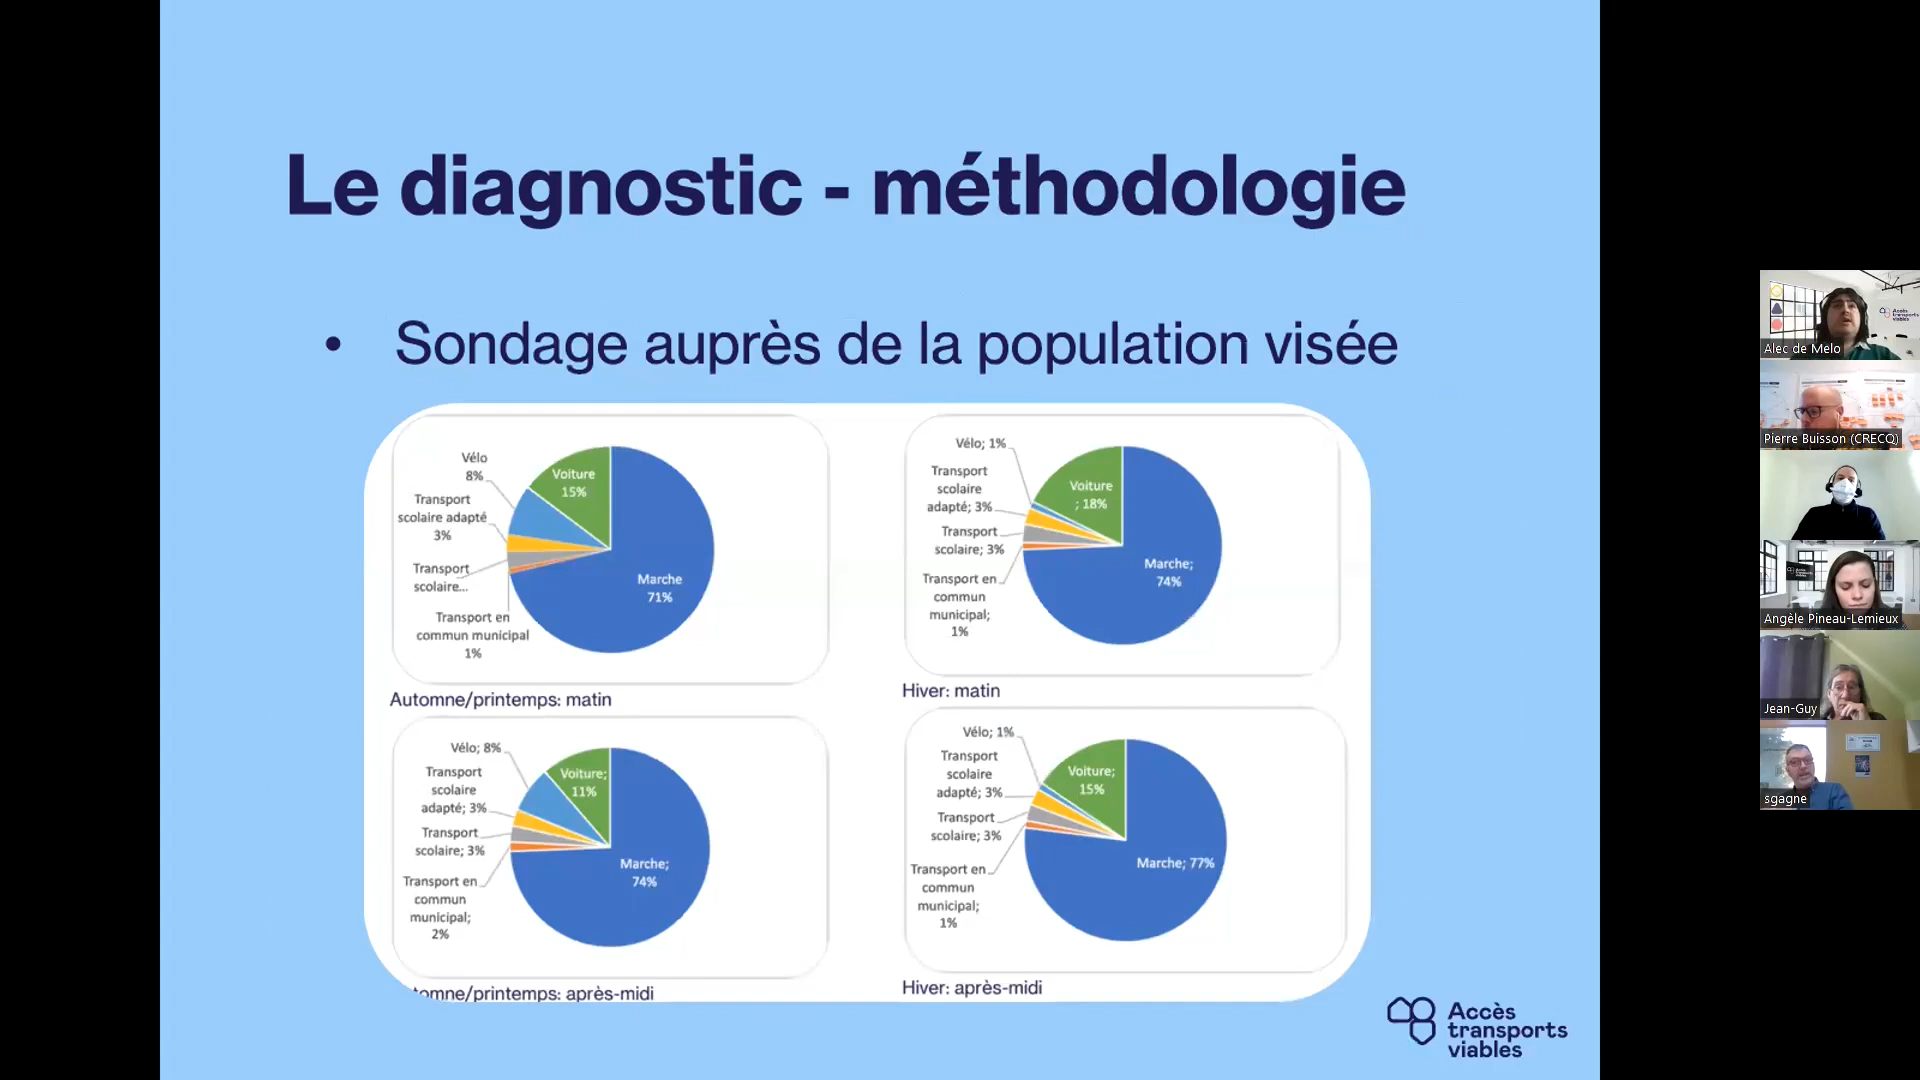 Le diagnostic - méthodologie
• Sondage auprès de la population visée
Vélo
8%
Voiture
15%
Transport
scolaire adapté
3%
Transport
scolaire...
Transport en
commun municipal
1%
Marche
71%
Automne/printemps: matin
Vélo; 1%
Transport
scolaire
adapté; 3%
Voiture
; 18%
Transport
scolaire; 3%
Transport en
commun
municipal;
1%
Marche;
74%
Hiver: matin
Vélo; 8%
Transport
scolaire
adapté; 3%
Voiture;
11%
Transport
scolaire; 3%
Transport en
commun
municipal;
2%
Marche;
74%
tomne/printemps: après-midi
Vélo; 1%
Transport
scolaire
adapté; 3%
Voiture;
15%
Transport
scolaire; 3%
Transport en
commun
municipal;
1%
Marche; 77%
Hiver: après-midi
Accès
transports
viables
Accès
transports
viables
Alec de Melo
Pierre Buisson (CRECQ)
Angèle Pineau-Lemieux
Jean-Guy
sgagne